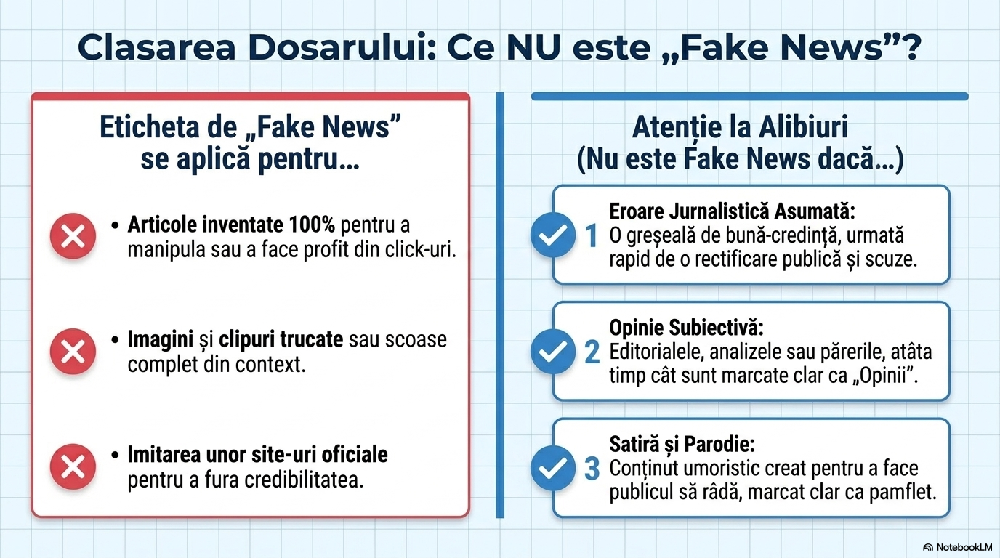 Clasarea Dosarului: Ce NU este „Fake News”?
Eticheta de „Fake News”
se aplică pentru...
• Articole inventate 100% pentru a
manipula sau a face profit din click-uri.
• Imagini și clipuri trucate sau scoase
complet din context.
• Imitarea unor site-uri oficiale
pentru a fura credibilitatea.
Atenție la Alibiuri
(Nu este Fake News dacă...)
1
Eroare Jurnalistică Asumată:
O greșeală de bună-credință, urmată
rapid de o rectificare publică și scuze.
2
Opinie Subiectivă:
Editorialele, analizele sau părerile, atâta
timp cât sunt marcate clar ca „Opinii”.
3
Satiră și Parodie:
Conținut umoristic creat pentru a face
publicul să râdă, marcat clar ca pamflet.
NotebookLM